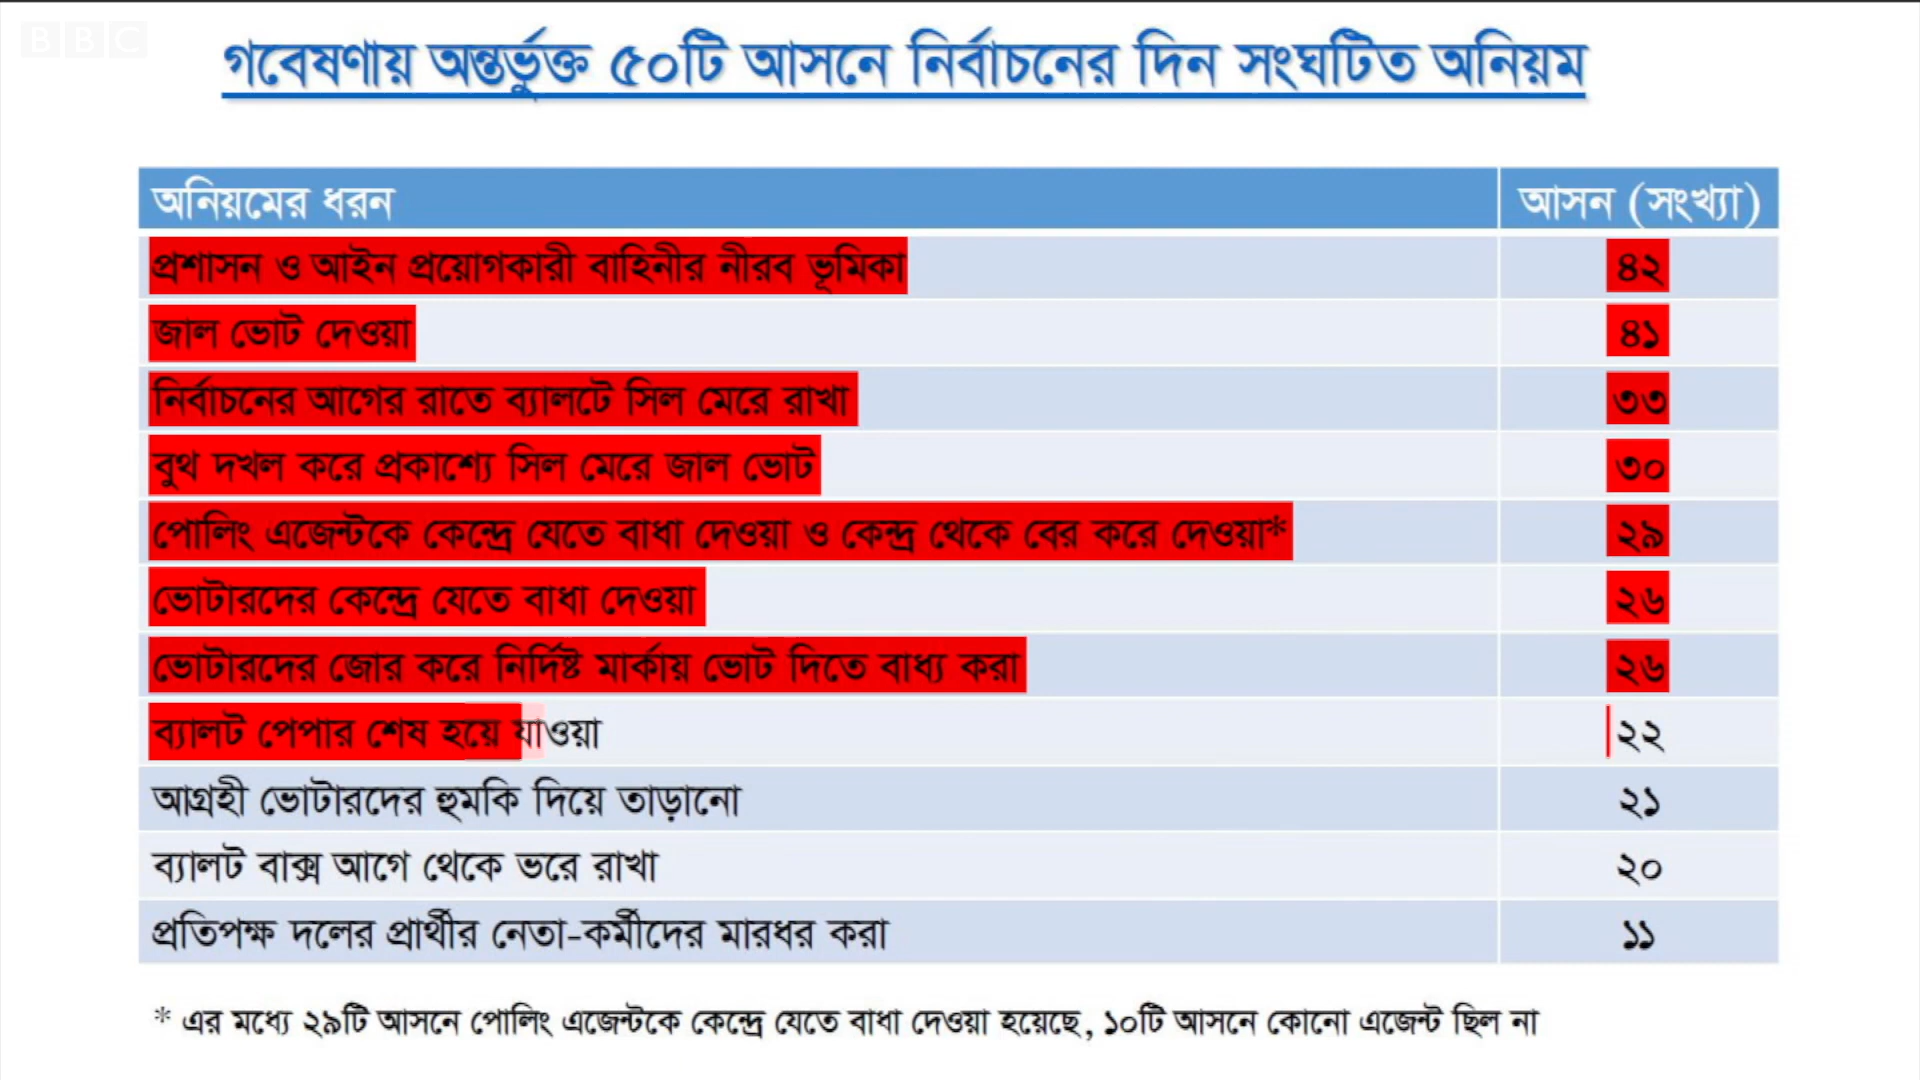 BBC
গবেষণায় অন্তর্ভুক্ত ৫০টি আসনে নির্বাচনের দিন সংঘটিত অনিয়ম
অনিয়মের ধরন আসন (সংখ্যা)
প্রশাসন ও আইন প্রয়োগকারী বাহিনীর নীরব ভূমিকা ৪২
জাল ভোট দেওয়া ৪১
নির্বাচনের আগের রাতে ব্যালটে সিল মেরে রাখা ৩৩
বুথ দখল করে প্রকাশ্যে সিল মেরে জাল ভোট ৩০
পোলিং এজেন্টকে কেন্দ্রে যেতে বাধা দেওয়া ও কেন্দ্র থেকে বের করে দেওয়া* ২৯
ভোটারদের কেন্দ্রে যেতে বাধা দেওয়া ২৬
ভোটারদের জোর করে নির্দিষ্ট মার্কায় ভোট দিতে বাধ্য করা ২৬
ব্যালট পেপার শেষ হয়ে যাওয়া ২২
আগ্রহী ভোটারদের হুমকি দিয়ে তাড়ানো ২১
ব্যালট বাক্স আগে থেকে ভরে রাখা ২০
প্রতিপক্ষ দলের প্রার্থীর নেতা-কর্মীদের মারধর করা ১১
* এর মধ্যে ২৯টি আসনে পোলিং এজেন্টকে কেন্দ্রে যেতে বাধা দেওয়া হয়েছে, ১০টি আসনে কোনো এজেন্ট ছিল না